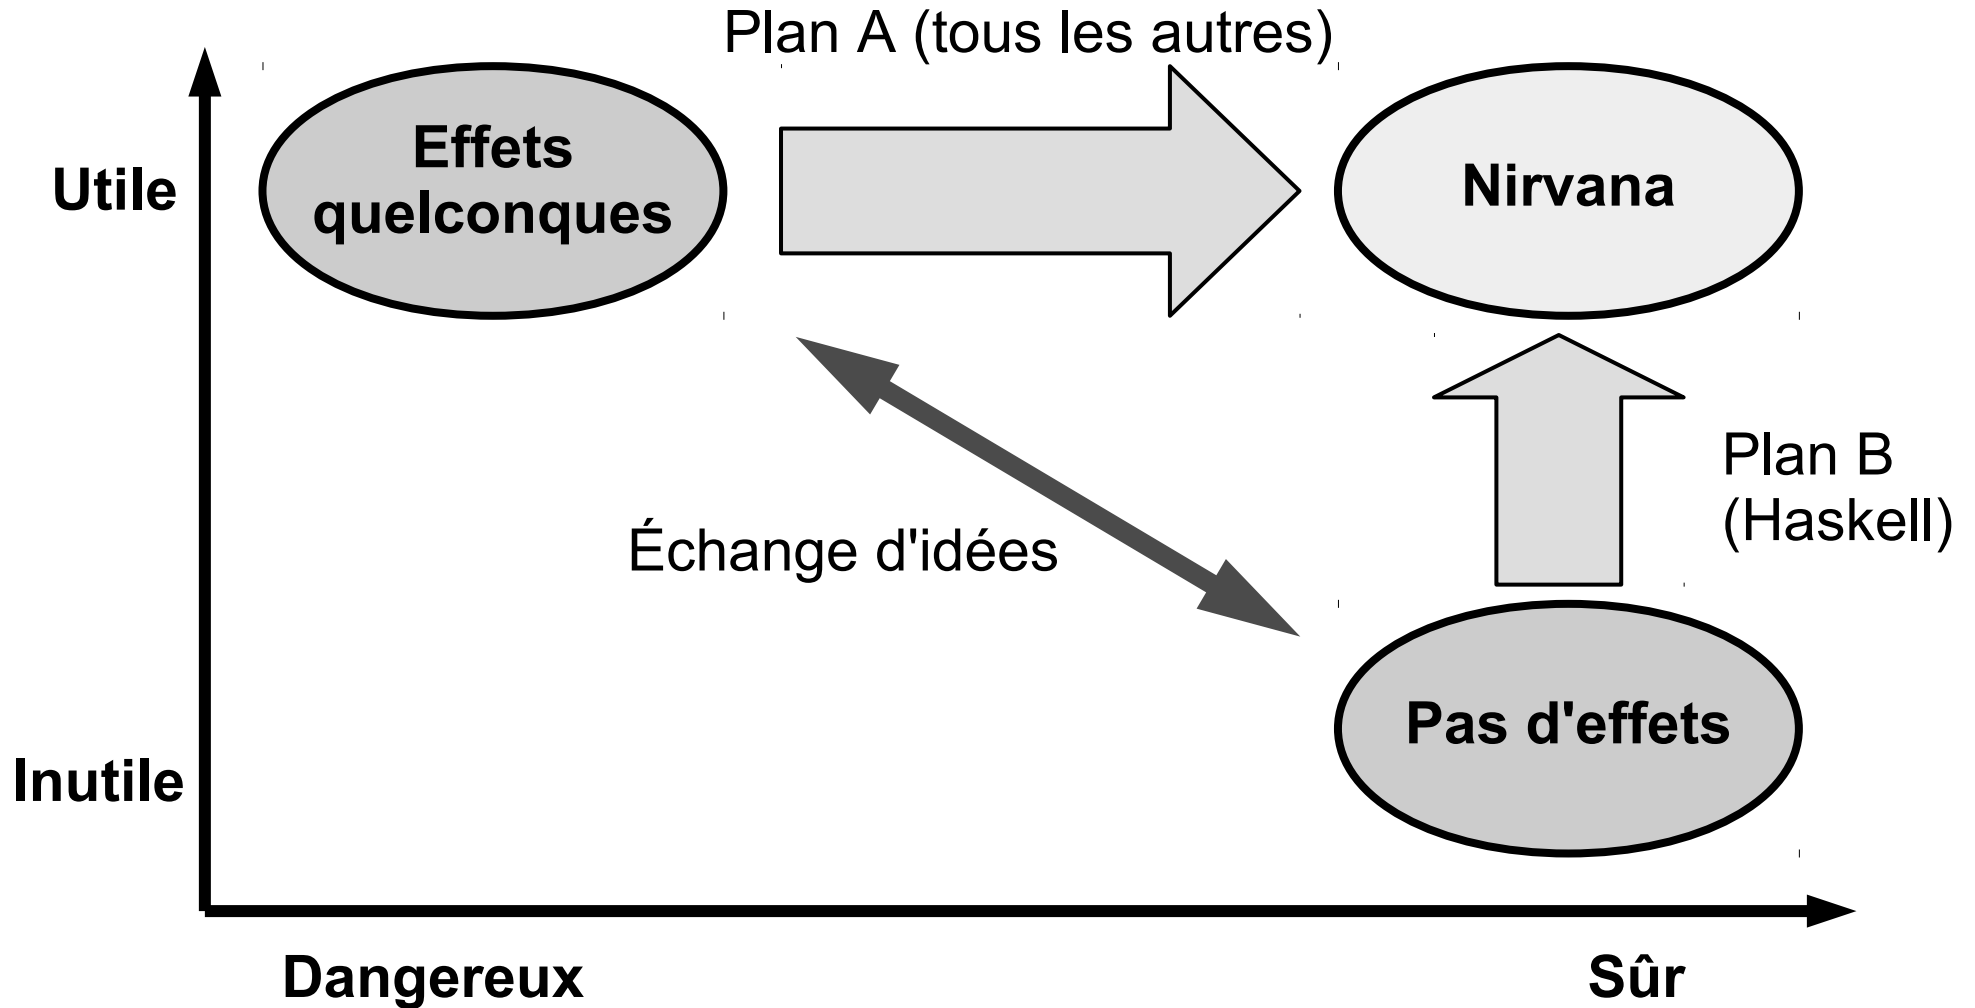 Plan A (tous les autres)
Utile
Effets
quelconques
Nirvana
Plan B
(Haskell)
Échange d'idées
Pas d'effets
Inutile
Dangereux
Sûr